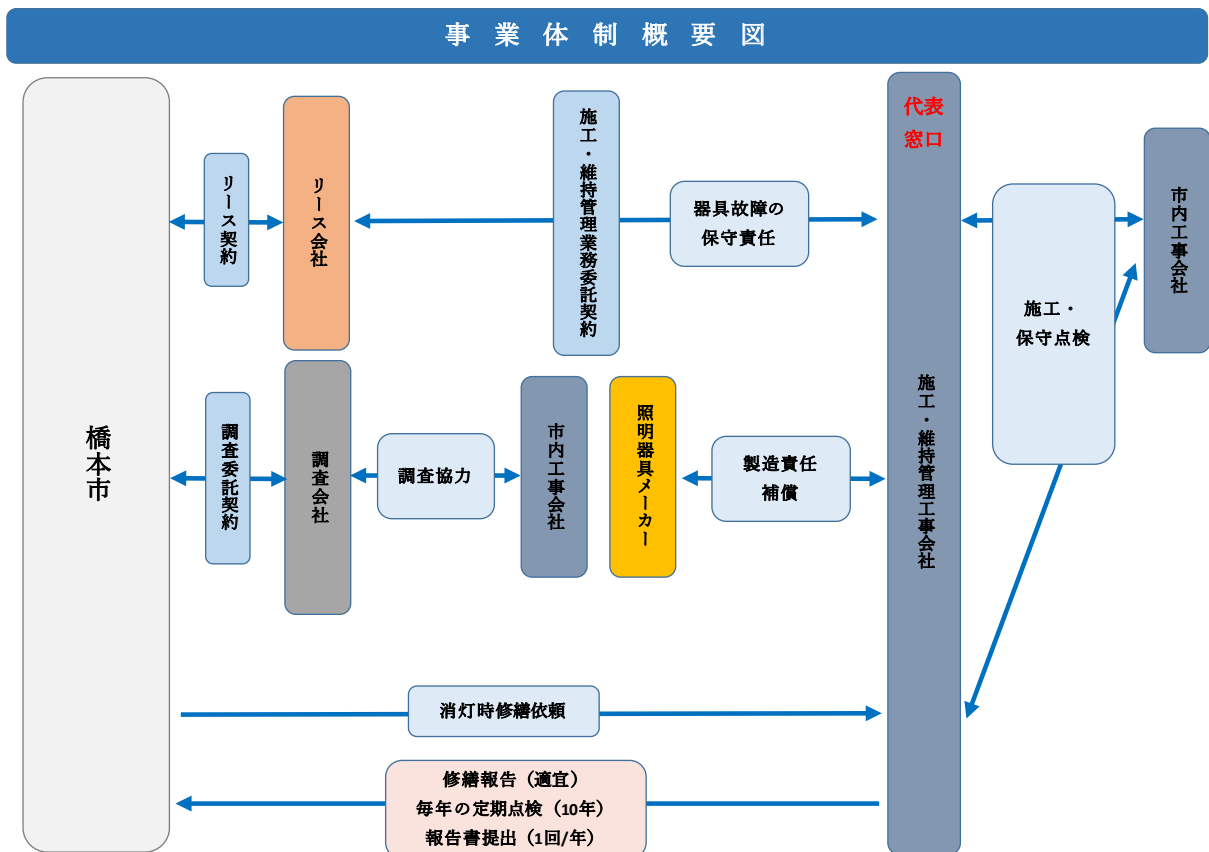 事業体制概要図
橋本市
リース契約
リース会社
施工・維持管理業務委託契約
器具故障の
保守責任
代表
窓口
施工・維持管理工事会社
施工・
保守点検
市内工事会社
調査委託契約
調査会社
調査協力
市内工事会社
照明器具メーカー
製造責任
補償
消灯時修繕依頼
修繕報告（適宜）
毎年の定期点検（10年）
報告書提出（1回/年）